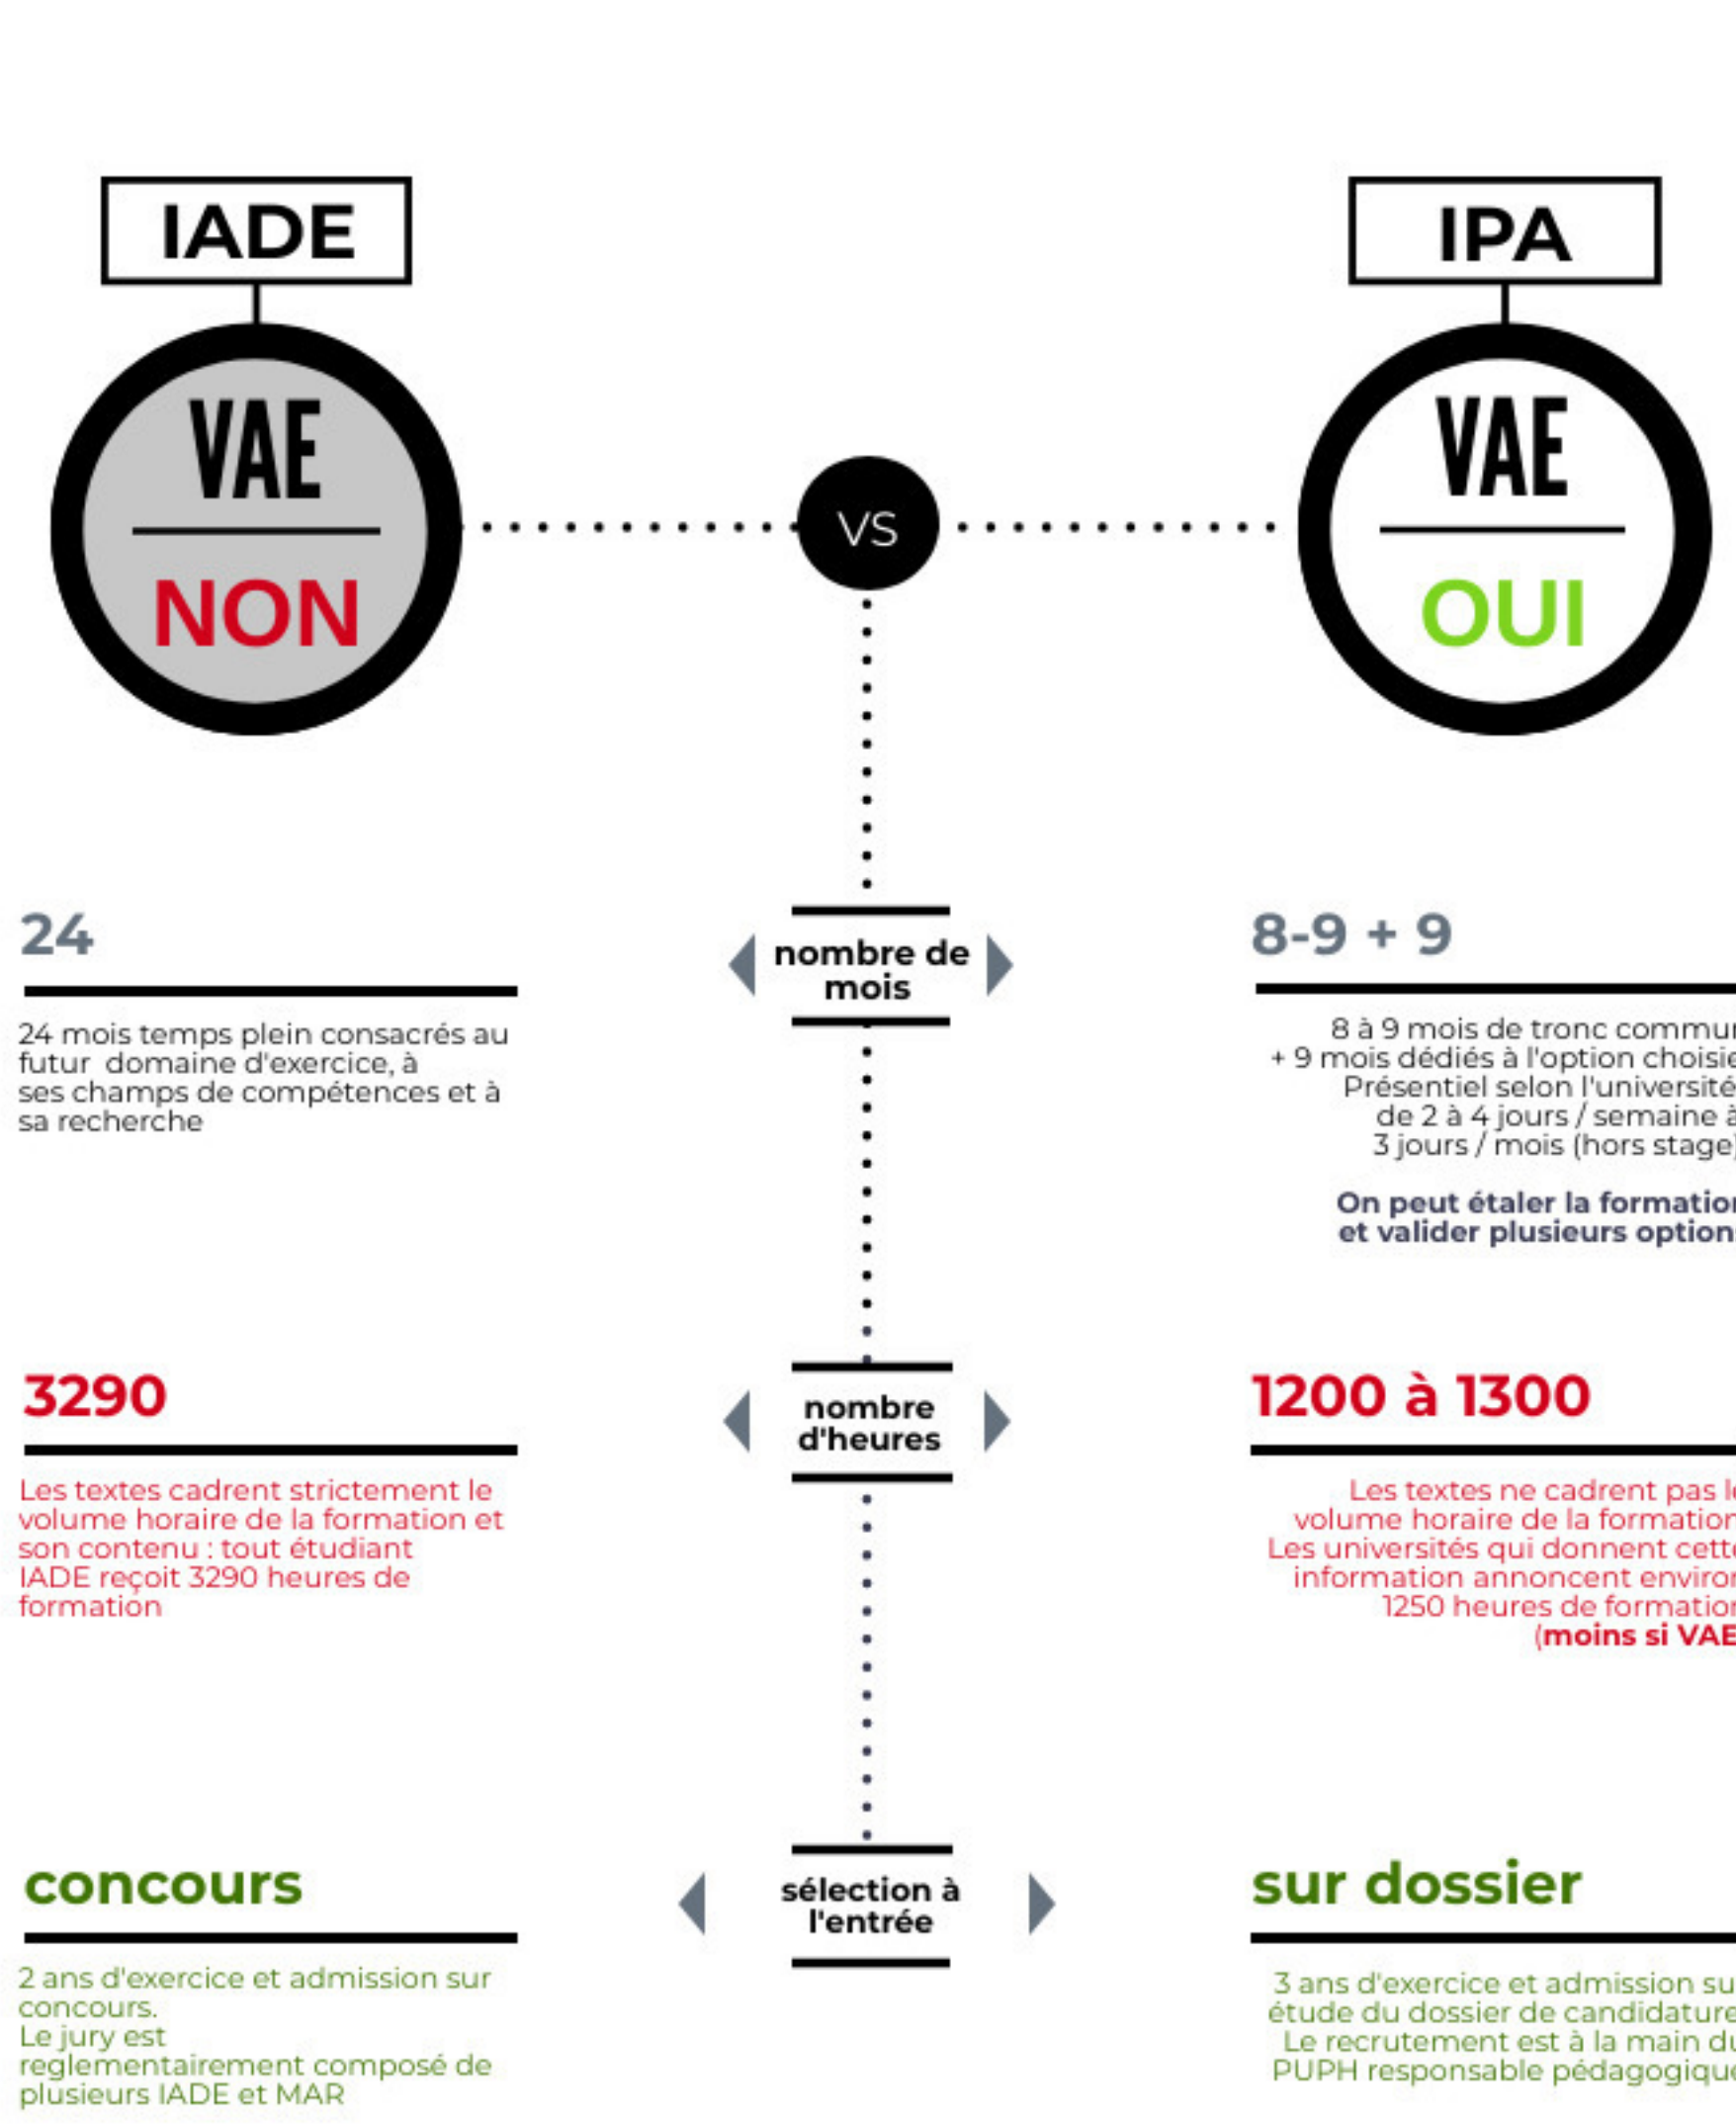 IADE
VAE
NON
VS
IPA
VAE
OUI
24
24 mois temps plein consacrés au
futur domaine d'exercice, à
ses champs de compétences et à
sa recherche
nombre de
mois
8-9 + 9
8 à 9 mois de tronc commun
+ 9 mois dédiés à l'option choisie
Présentiel selon l'université
de 2 à 4 jours / semaine à
3 jours / mois (hors stage)
On peut étaler la formation
et valider plusieurs options
3290
Les textes cadrent strictement le
volume horaire de la formation et
son contenu : tout étudiant
IADE reçoit 3290 heures de
formation
nombre
d'heures
1200 à 1300
Les textes ne cadrent pas le
volume horaire de la formation
Les universités qui donnent cette
information annoncent environ
1250 heures de formation
(moins si VAE
concours
2 ans d'exercice et admission sur
concours.
Le jury est
reglementairement composé de
plusieurs IADE et MAR
sélection à
l'entrée
sur dossier
3 ans d'exercice et admission sur
étude du dossier de candidature
Le recrutement est à la main du
PUPH responsable pédagogique